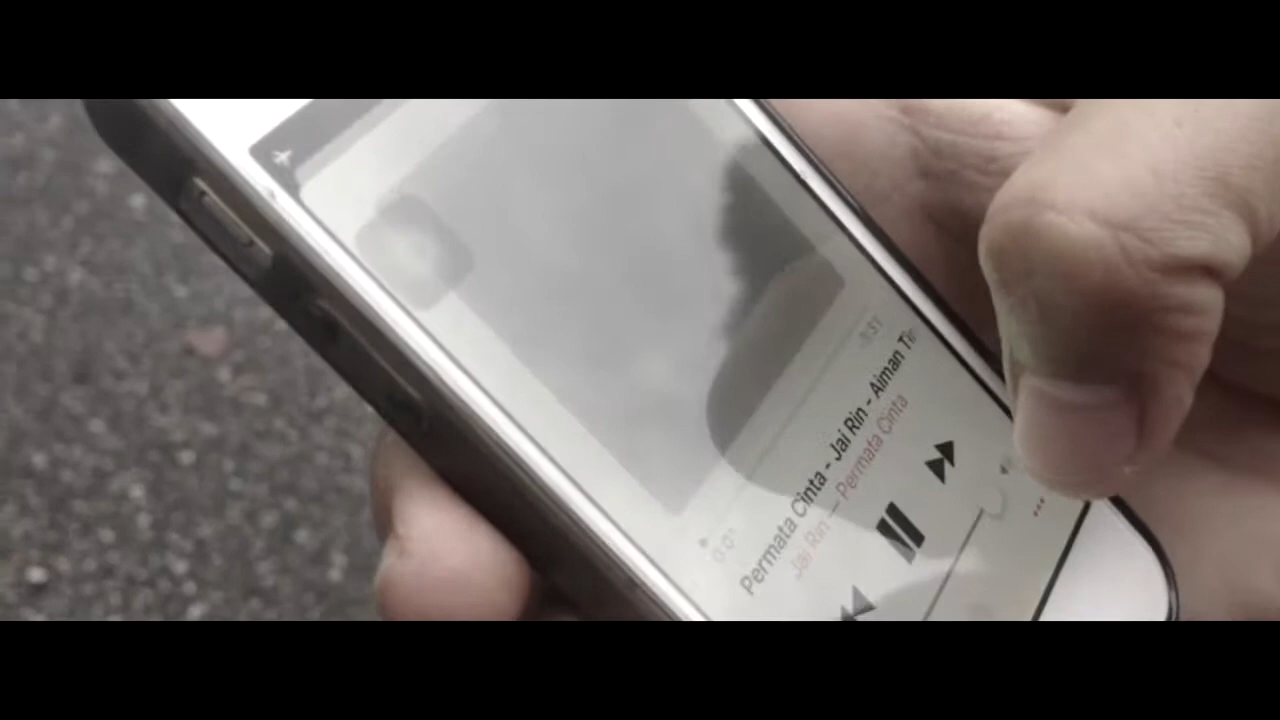 Permata Cinta - Jai Rin - Aiman Ti
Jai Rin — Permata Cinta